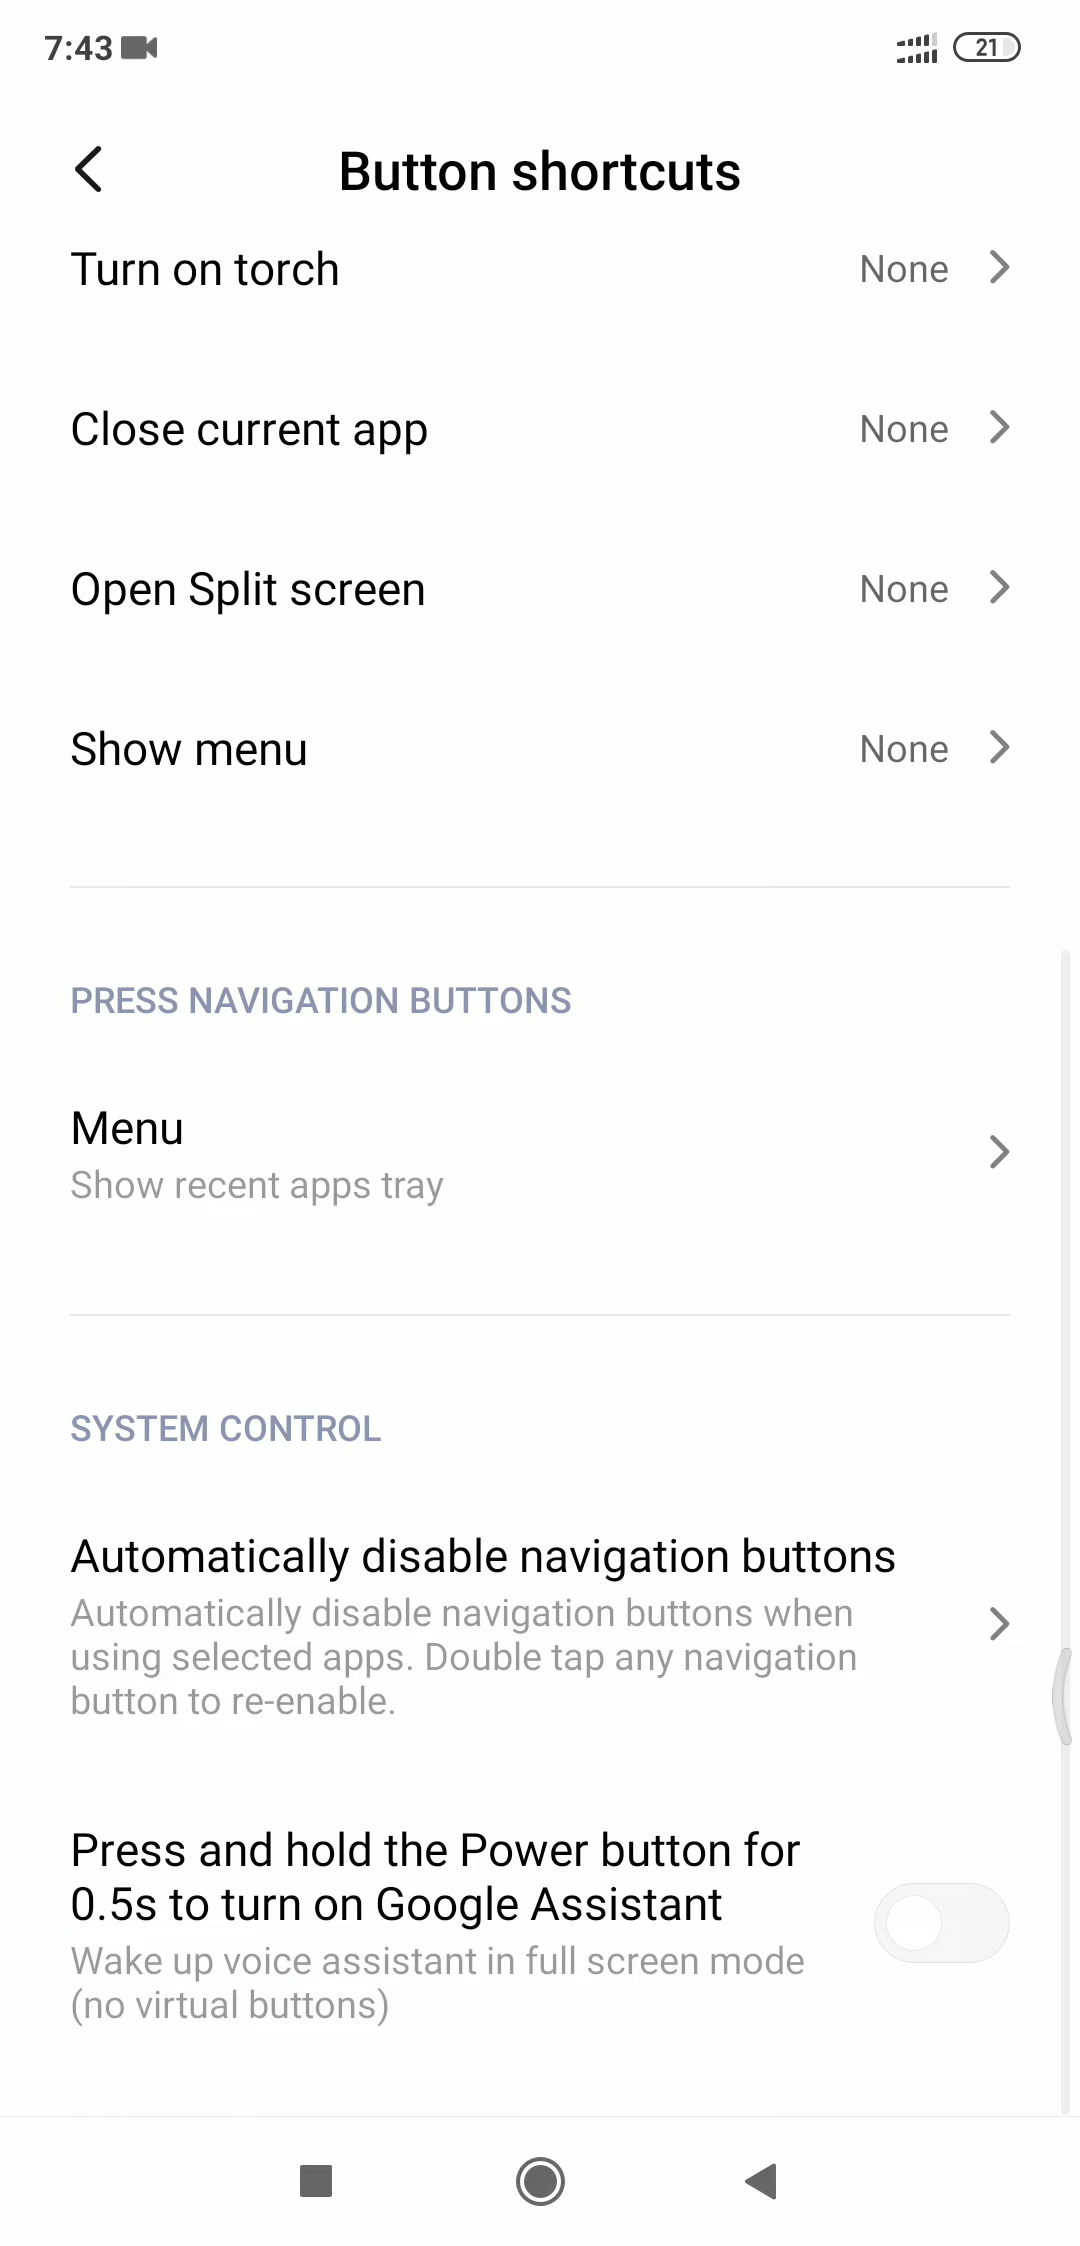 7:43
21
Button shortcuts
Turn on torch None
Close current app None
Open Split screen None
Show menu None
PRESS NAVIGATION BUTTONS
Menu
Show recent apps tray
SYSTEM CONTROL
Automatically disable navigation buttons
Automatically disable navigation buttons when
using selected apps. Double tap any navigation
button to re-enable.
Press and hold the Power button for
0.5s to turn on Google Assistant
Wake up voice assistant in full screen mode
(no virtual buttons)